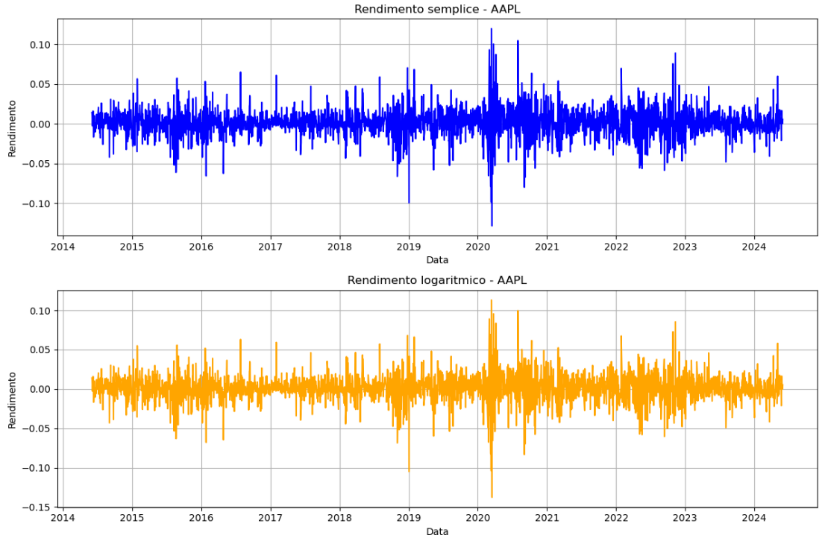 Rendimento semplice - AAPL
0.10
0.05
0.00
−0.05
−0.10
Rendimento
2014 2015 2016 2017 2018 2019 2020 2021 2022 2023 2024
Data
Rendimento logaritmico - AAPL
0.10
0.05
0.00
−0.05
−0.10
−0.15
Rendimento
2014 2015 2016 2017 2018 2019 2020 2021 2022 2023 2024
Data